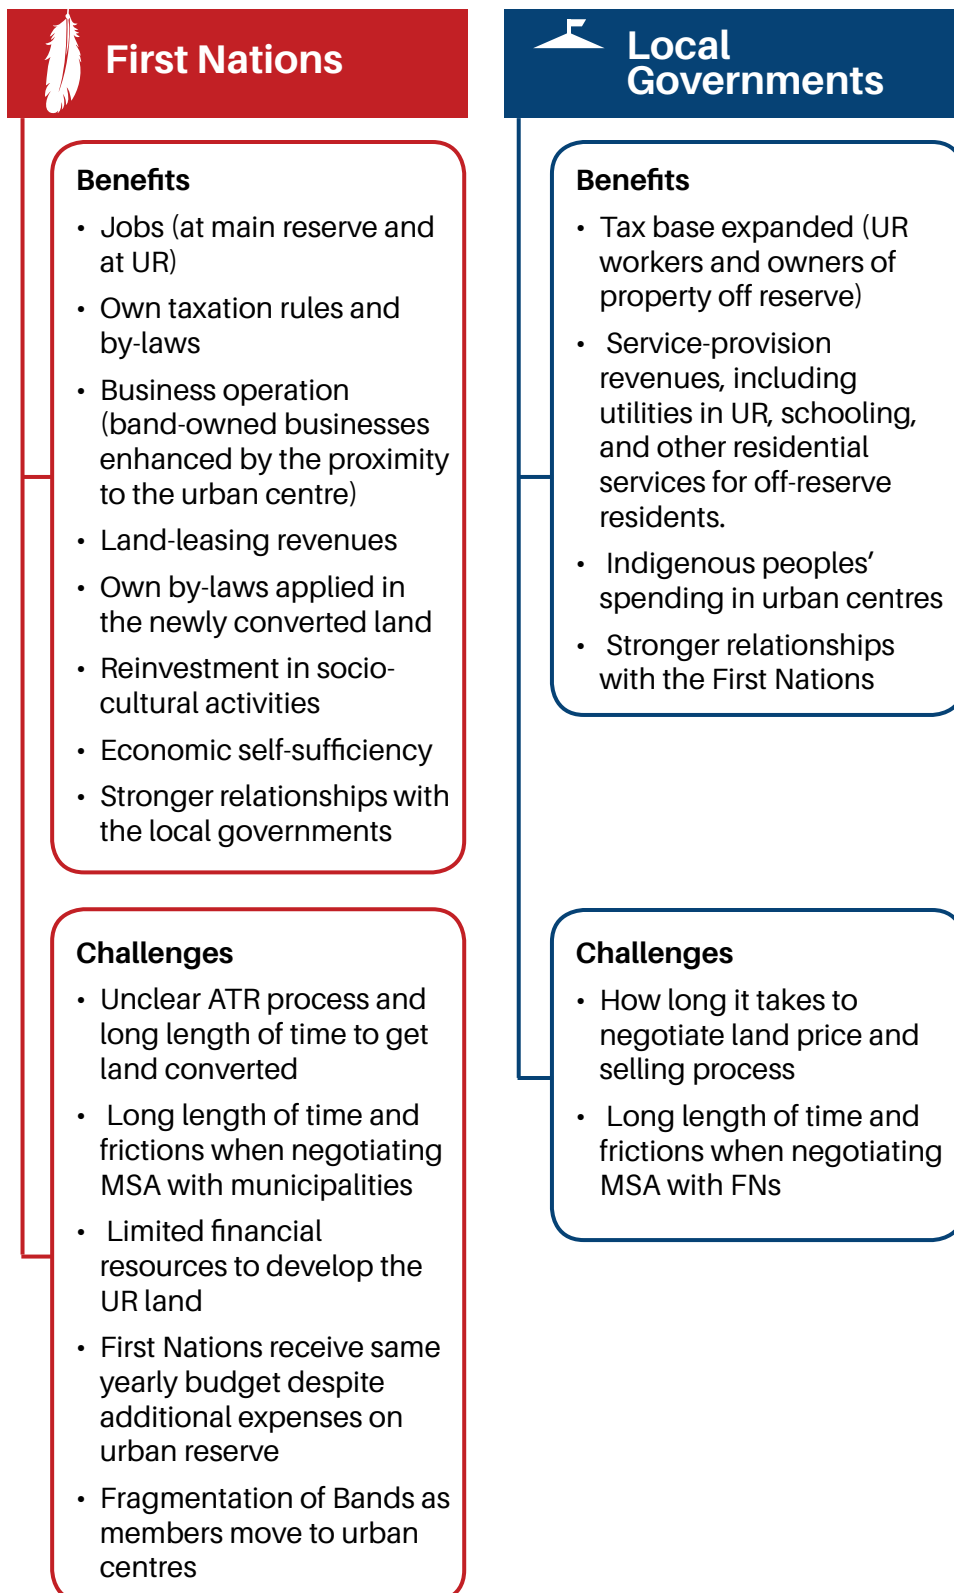 First Nations
Benefits
• Jobs (at main reserve and
at UR)
• Own taxation rules and
by-laws
• Business operation
(band-owned businesses
enhanced by the proximity
to the urban centre)
• Land-leasing revenues
• Own by-laws applied in
the newly converted land
• Reinvestment in socio-
cultural activities
• Economic self-sufficiency
• Stronger relationships with
the local governments
Challenges
• Unclear ATR process and
long length of time to get
land converted
• Long length of time and
frictions when negotiating
MSA with municipalities
• Limited financial
resources to develop the
UR land
• First Nations receive same
yearly budget despite
additional expenses on
urban reserve
• Fragmentation of Bands as
members move to urban
centres
Local
Governments
Benefits
• Tax base expanded (UR
workers and owners of
property off reserve)
• Service-provision
revenues, including
utilities in UR, schooling,
and other residential
services for off-reserve
residents.
• Indigenous peoples’
spending in urban centres
• Stronger relationships
with the First Nations
Challenges
• How long it takes to
negotiate land price and
selling process
• Long length of time and
frictions when negotiating
MSA with FNs